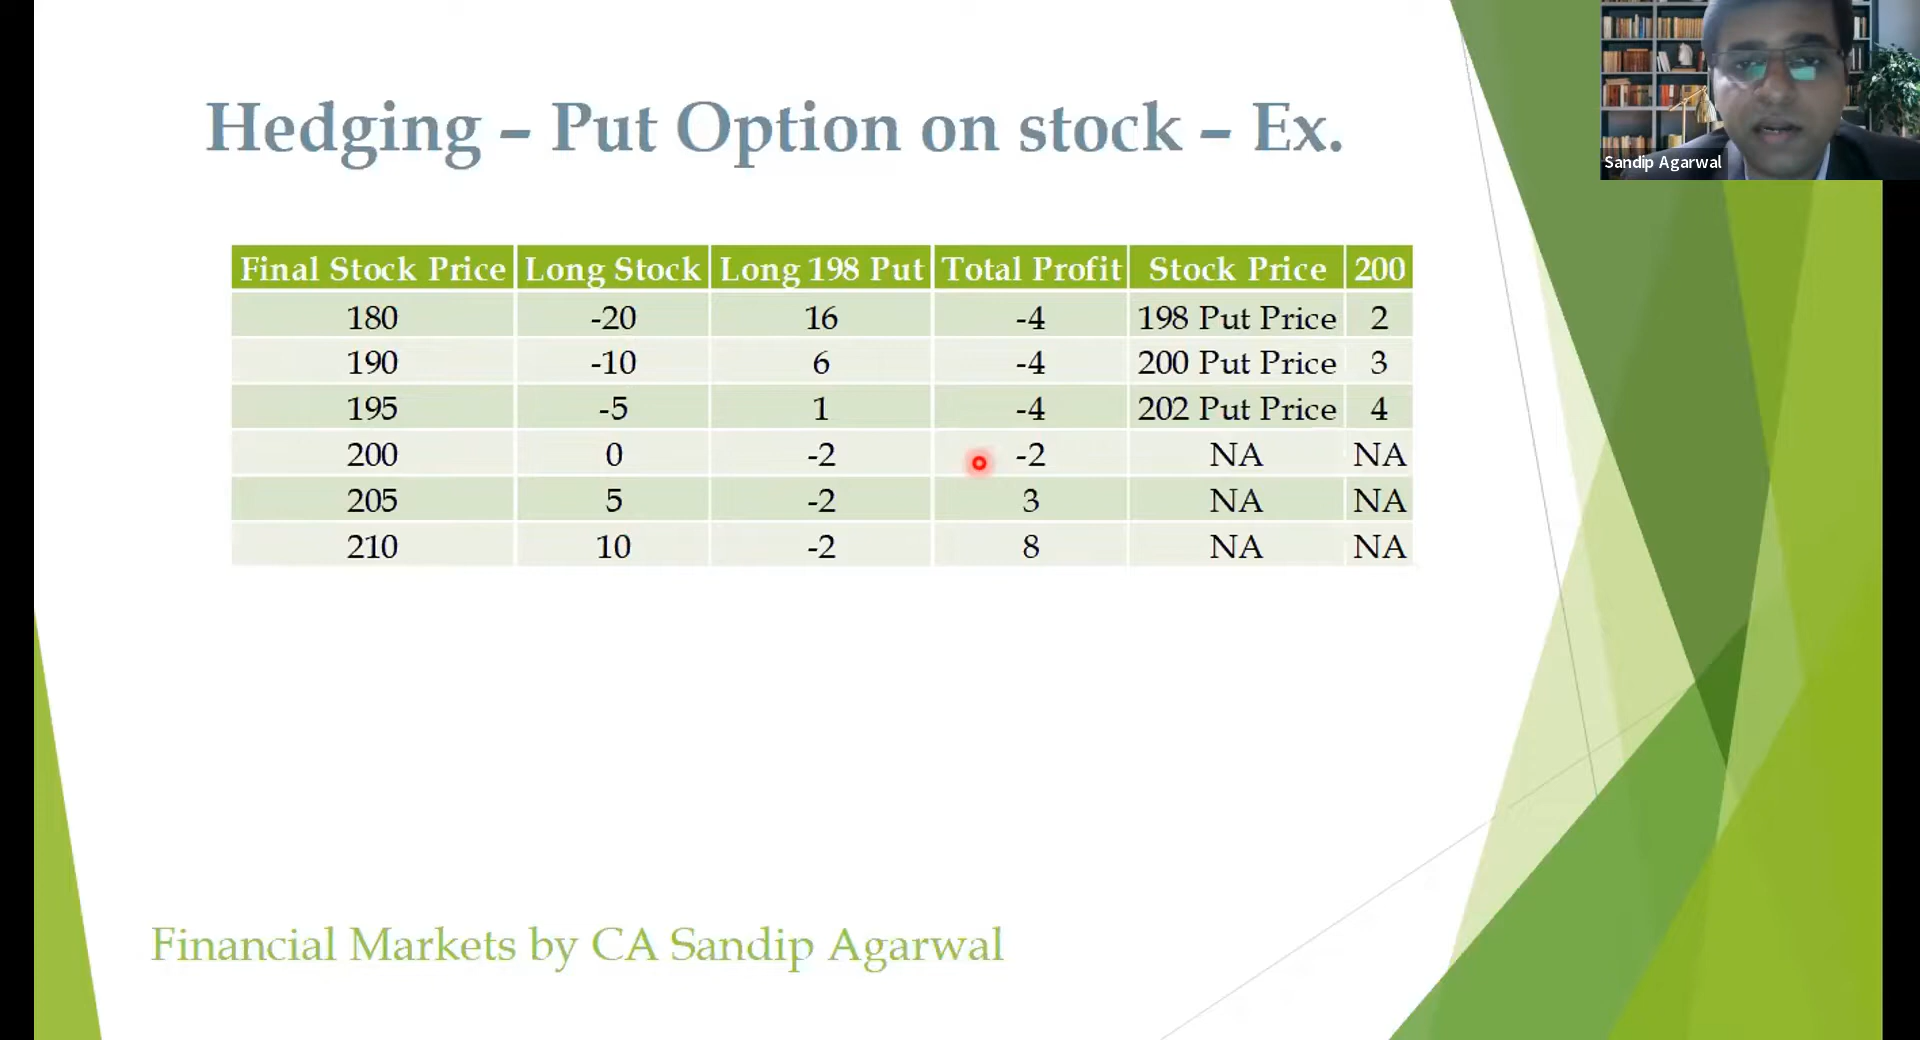 Hedging – Put Option on stock – Ex.
Sandip Agarwal
Final Stock Price Long Stock Long 198 Put Total Profit Stock Price 200
180 -20 16 -4 198 Put Price 2
190 -10 6 -4 200 Put Price 3
195 -5 1 -4 202 Put Price 4
200 0 -2 -2 NA NA
205 5 -2 3 NA NA
210 10 -2 8 NA NA
Financial Markets by CA Sandip Agarwal